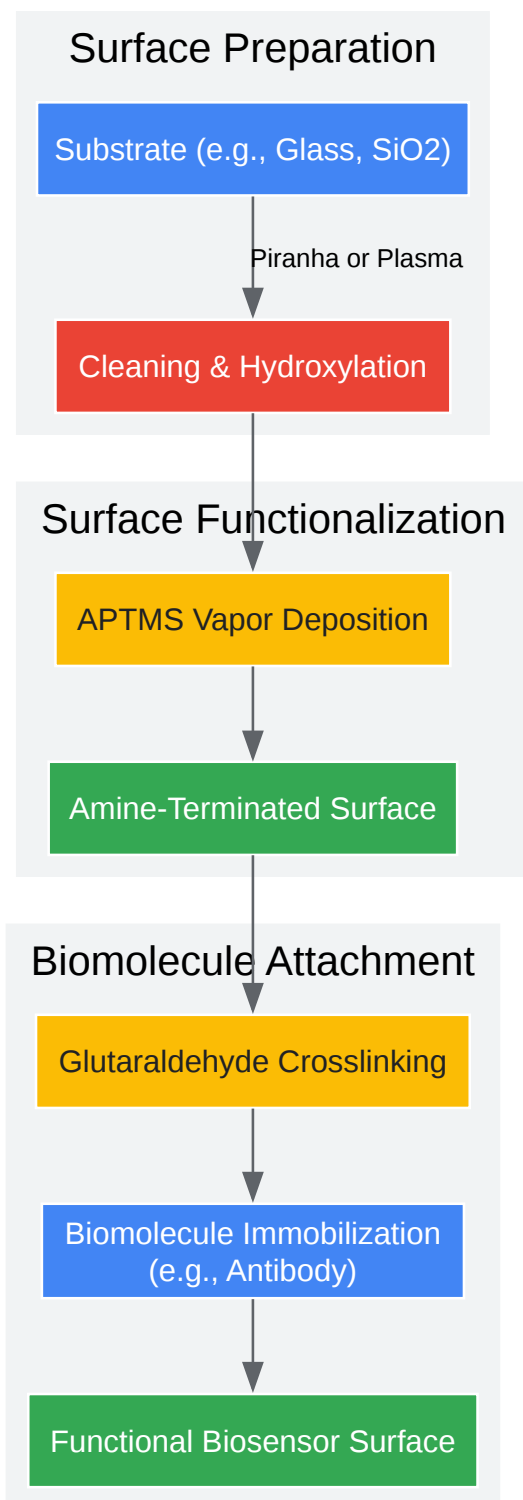 Surface Preparation
Substrate (e.g., Glass, SiO2)
Piranha or Plasma
Cleaning & Hydroxylation
Surface Functionalization
APTMS Vapor Deposition
Amine-Terminated Surface
Biomolecule Attachment
Glutaraldehyde Crosslinking
Biomolecule Immobilization
(e.g., Antibody)
Functional Biosensor Surface